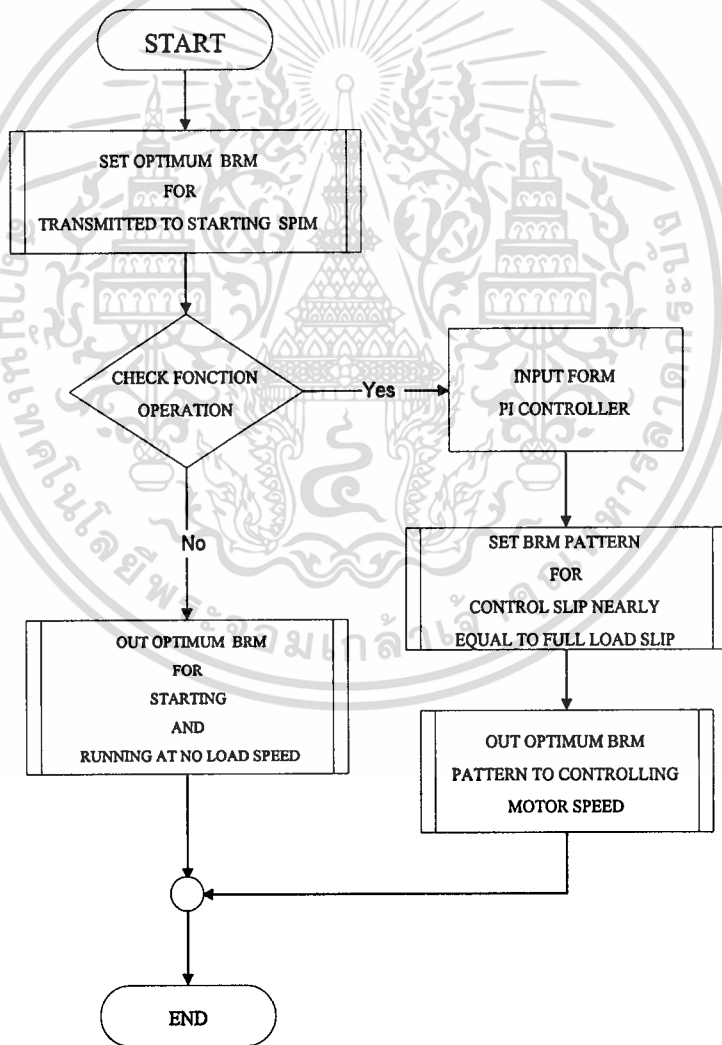 START
SET OPTIMUM BRM
FOR
TRANSMITTED TO STARTING SPIM
CHECK FONCTION
OPERATION
Yes
INPUT FORM
PI CONTROLLER
No
SET BRM PATTERN
FOR
CONTROL SLIP NEARLY
EQUAL TO FULL LOAD SLIP
OUT OPTIMUM BRM
FOR
STARTING
AND
RUNNING AT NO LOAD SPEED
OUT OPTIMUM BRM
PATTERN TO CONTROLLING
MOTOR SPEED
END